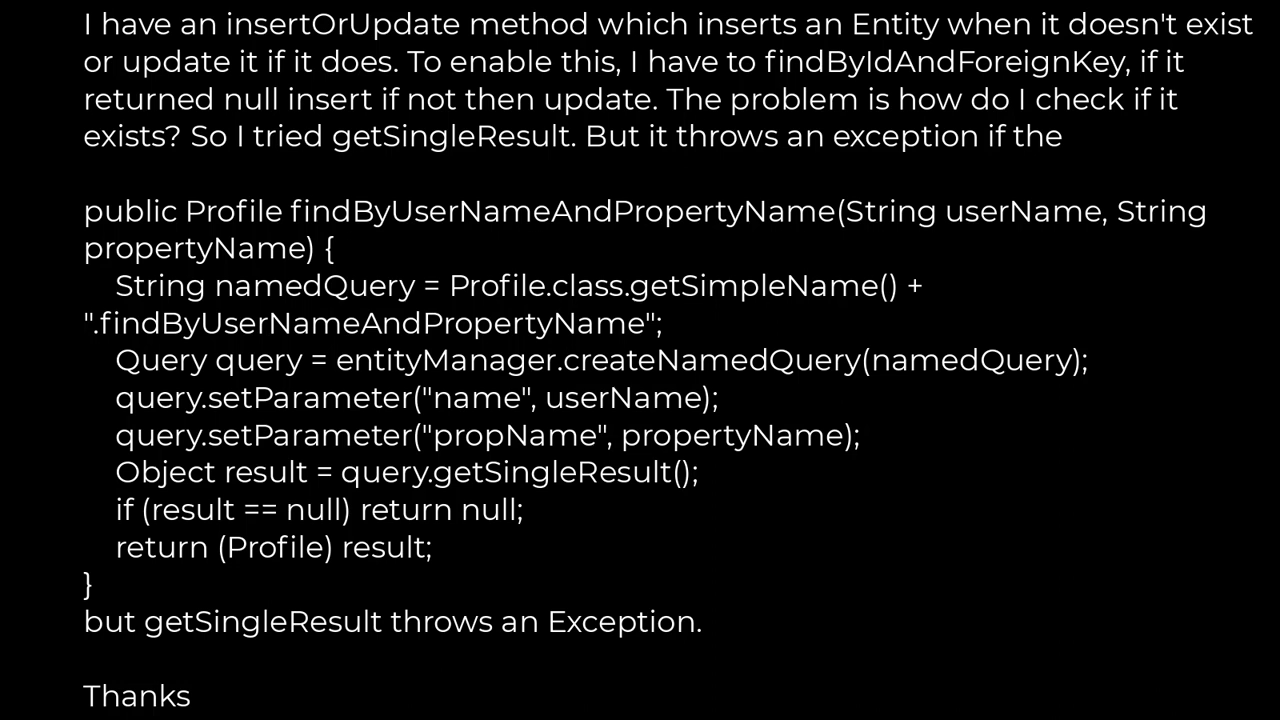 I have an insertOrUpdate method which inserts an Entity when it doesn't exist
or update it if it does. To enable this, I have to findByIdAndForeignKey, if it
returned null insert if not then update. The problem is how do I check if it
exists? So I tried getSingleResult. But it throws an exception if the
public Profile findByUserNameAndPropertyName(String userName, String
propertyName) {
String namedQuery = Profile.class.getSimpleName() +
".findByUserNameAndPropertyName";
Query query = entityManager.createNamedQuery(namedQuery);
query.setParameter("name", userName);
query.setParameter("propName", propertyName);
Object result = query.getSingleResult();
if (result == null) return null;
return (Profile) result;
}
but getSingleResult throws an Exception.
Thanks